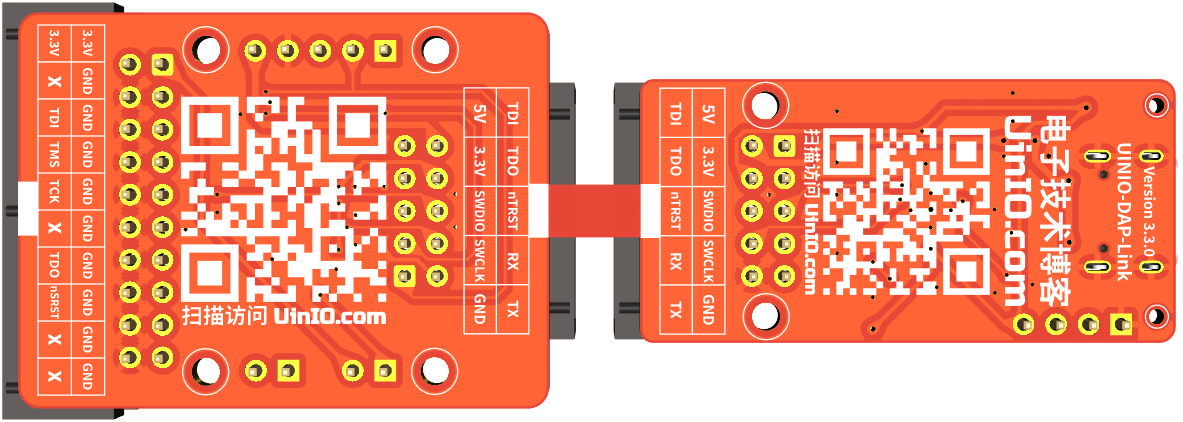 3.3V 3.3V
X GND
TDI GND
TMS GND
TCK GND
X GND
TDO GND
nSRST GND
X GND
X GND
扫描访问 UinIO.com
5V TDI
3.3V TDO
SWDIO nTRST
SWCLK RX
GND TX
TDI 5V
TDO 3.3V
nTRST SWDIO
RX SWCLK
TX GND
扫描访问 UinIO.com
电子技术博客
UinIO.com
UINIO-DAP-Link
Version 3.3.0